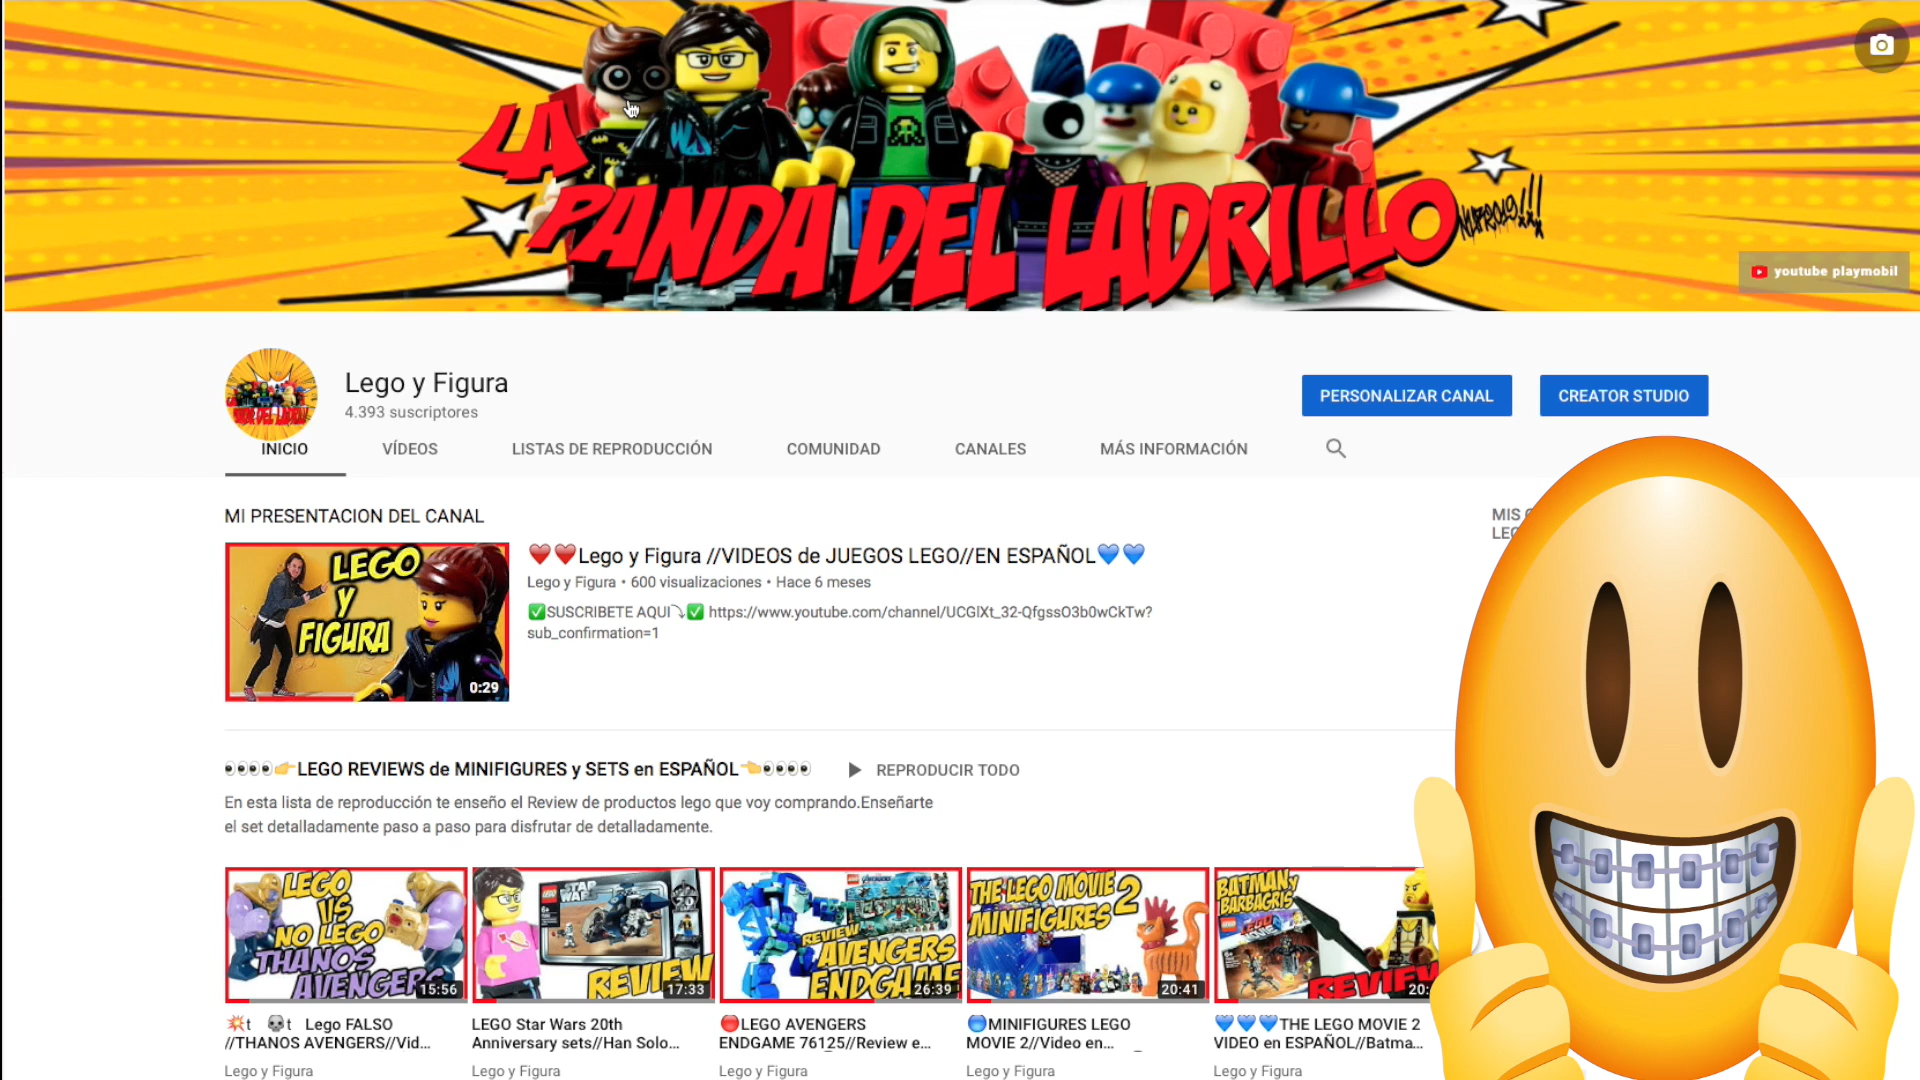 LA
PANDA DEL LADRILLO
youtube playmobil
Lego y Figura
4.393 suscriptores
PERSONALIZAR CANAL
CREATOR STUDIO
INICIO
VÍDEOS
LISTAS DE REPRODUCCIÓN
COMUNIDAD
CANALES
MÁS INFORMACIÓN
MI PRESENTACION DEL CANAL
MIS
LEGO
Y
FIGURA
0:29
❤️❤️Lego y Figura //VIDEOS de JUEGOS LEGO//EN ESPAÑOL💙💙
Lego y Figura • 600 visualizaciones • Hace 6 meses
✅SUSCRIBETE AQUI⤵✅ https://www.youtube.com/channel/UCGlXt_32-QfgssO3b0wCkTw?
sub_confirmation=1
👀👀👉LEGO REVIEWS de MINIFIGURES y SETS en ESPAÑOL👈👀👀
REPRODUCIR TODO
En esta lista de reproducción te enseño el Review de productos lego que voy comprando.Enseñarte
el set detalladamente paso a paso para disfrutar de detalladamente.
LEGO
VS
NO LEGO
THANOS
AVENGERS
15:56
STAR WARS
20
REVIEW
17:33
REVIEW
AVENGERS
ENDGAME
26:39
THE LEGO MOVIE 2
MINIFIGURES
20:41
BATMAN y
BARBAGRIS
REVIEW
20:
💥t 💀t Lego FALSO
//THANOS AVENGERS//Vid...
Lego y Figura
LEGO Star Wars 20th
Anniversary sets//Han Solo...
Lego y Figura
🔴LEGO AVENGERS
ENDGAME 76125//Review e...
Lego y Figura
🔵MINIFIGURES LEGO
MOVIE 2//Video en...
Lego y Figura
💙💙💙THE LEGO MOVIE 2
VIDEO en ESPAÑOL//Batma...
Lego y Figura